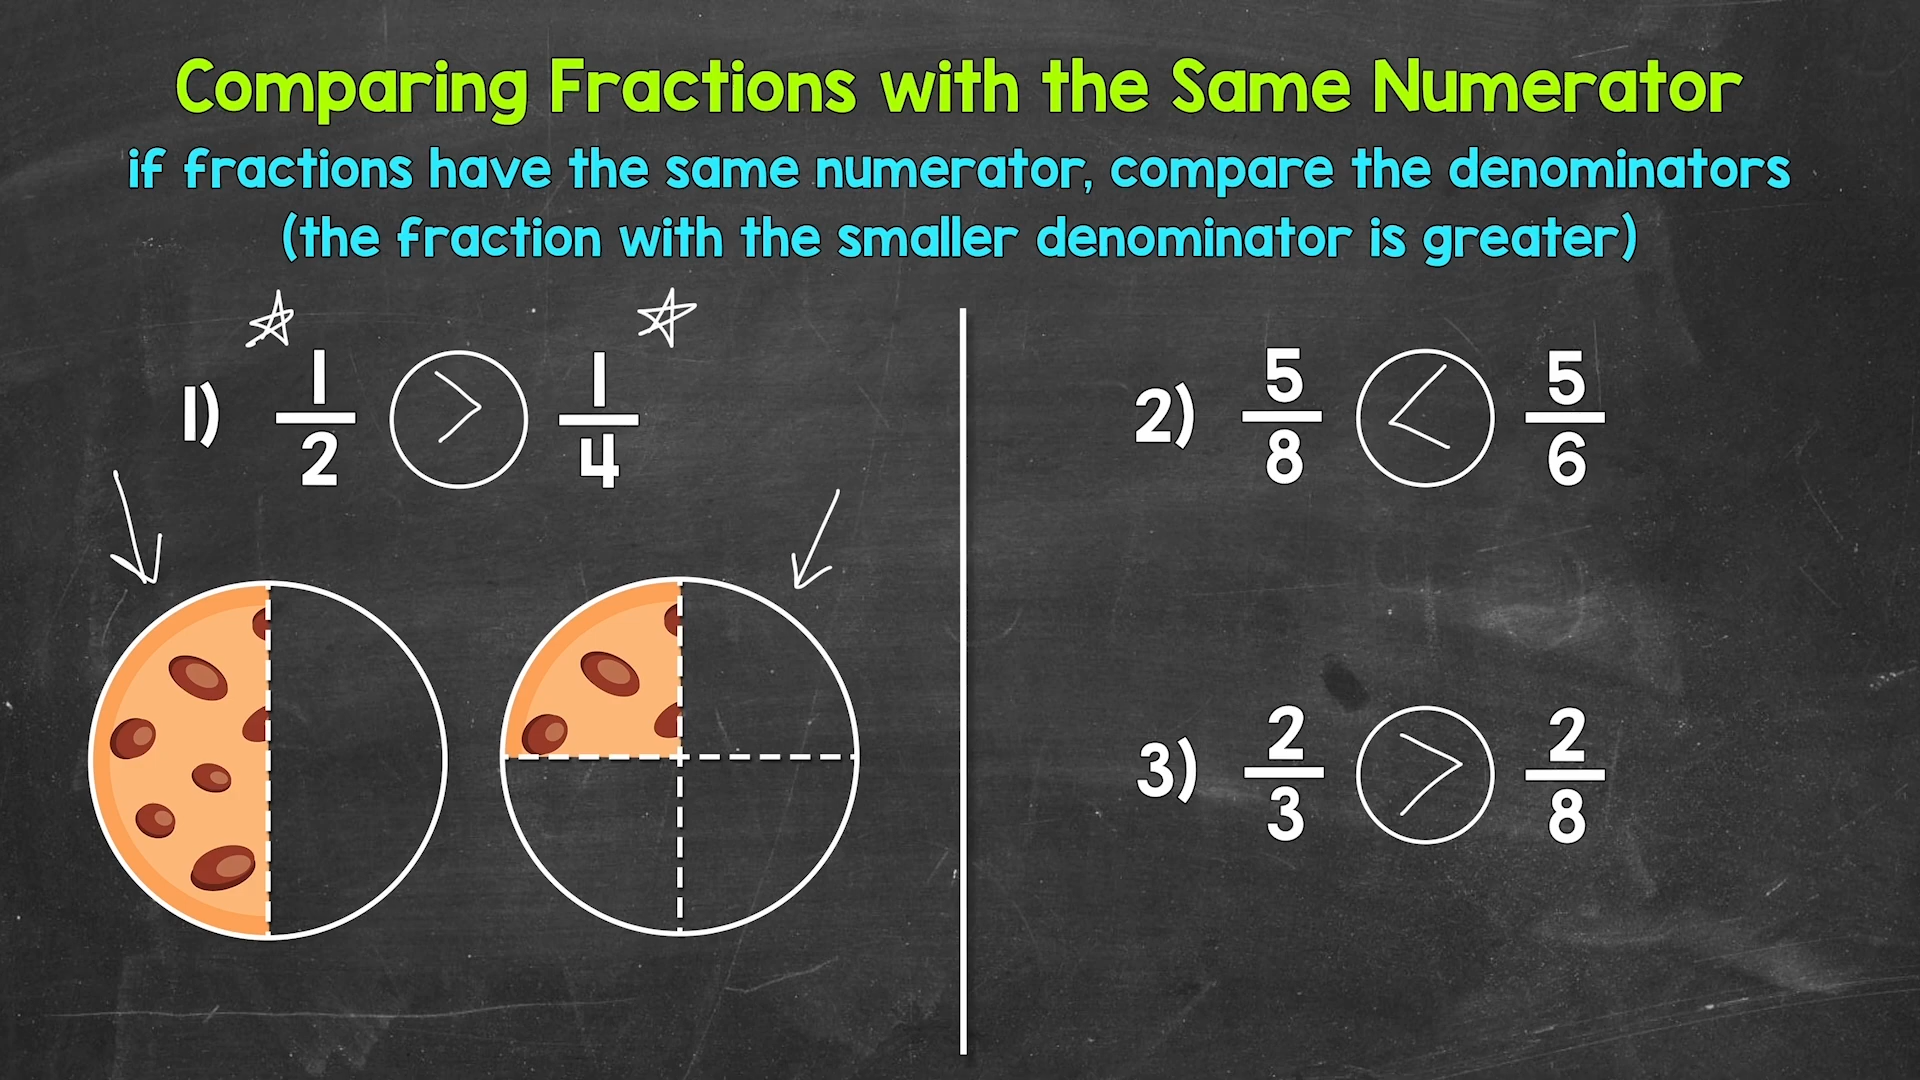 Comparing Fractions with the Same Numerator
if fractions have the same numerator, compare the denominators
(the fraction with the smaller denominator is greater)
1) 1/2 > 1/4
2) 5/8 < 5/6
3) 2/3 > 2/8